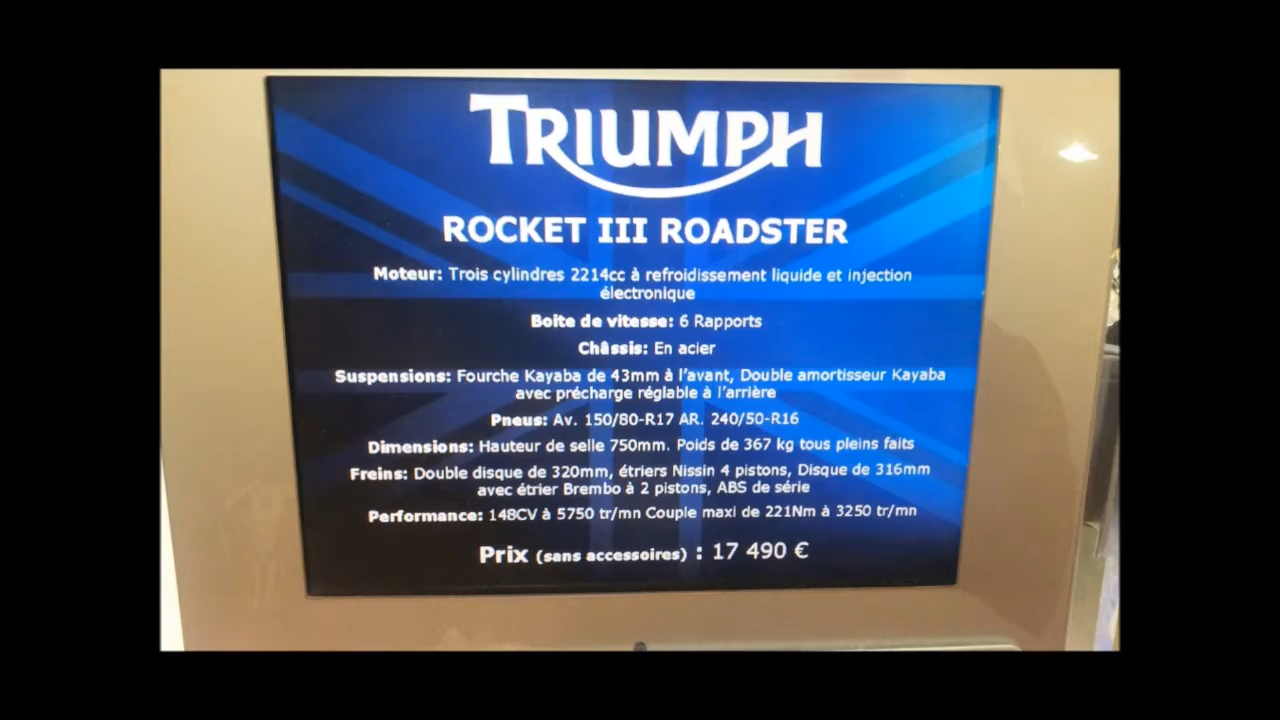 TRIUMPH
ROCKET III ROADSTER
Moteur: Trois cylindres 2214cc à refroidissement liquide et injection
électronique
Boite de vitesse: 6 Rapports
Châssis: En acier
Suspensions: Fourche Kayaba de 43mm à l'avant, Double amortisseur Kayaba
avec précharge réglable à l'arrière
Pneus: Av. 150/80-R17 AR. 240/50-R16
Dimensions: Hauteur de selle 750mm. Poids de 367 kg tous pleins faits
Freins: Double disque de 320mm, étriers Nissin 4 pistons, Disque de 316mm
avec étrier Brembo à 2 pistons, ABS de série
Performance: 148CV à 5750 tr/mn Couple maxi de 221Nm à 3250 tr/mn
Prix (sans accessoires) : 17 490 €